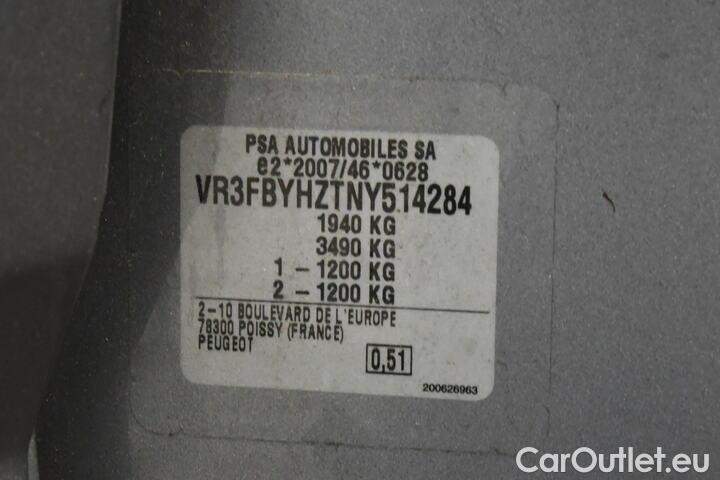 PSA AUTOMOBILES SA
e2*2007/46*0628
VR3FBYHZTNY514284
1940 KG
3490 KG
1 – 1200 KG
2 – 1200 KG
2–10 BOULEVARD DE L'EUROPE
78300 POISSY (FRANCE)
PEUGEOT
0,51
200626963
CarOutlet.eu